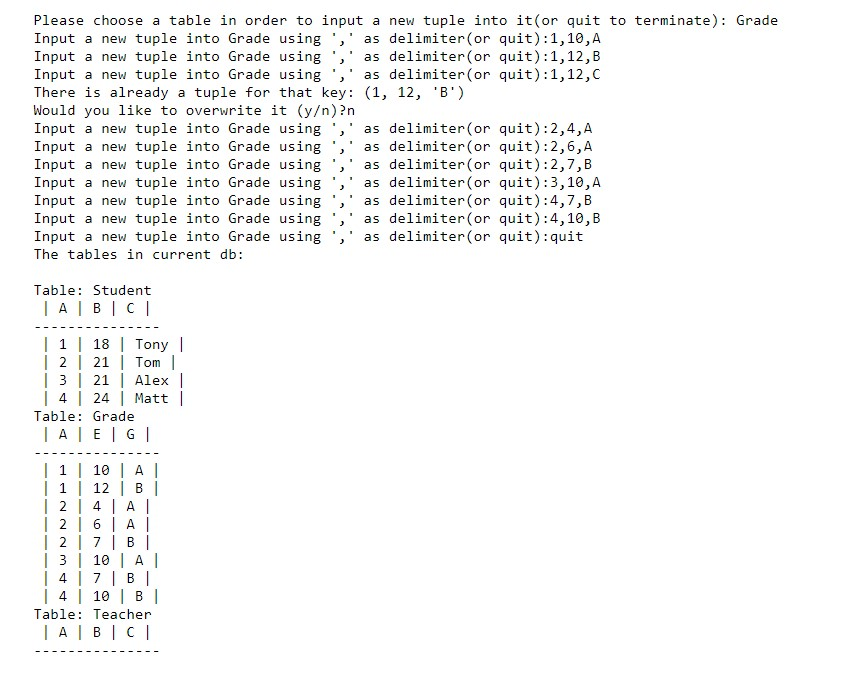 Please choose a table in order to input a new tuple into it(or quit to terminate): Grade
Input a new tuple into Grade using ',' as delimiter(or quit):1,10,A
Input a new tuple into Grade using ',' as delimiter(or quit):1,12,B
Input a new tuple into Grade using ',' as delimiter(or quit):1,12,C
There is already a tuple for that key: (1, 12, 'B')
Would you like to overwrite it (y/n)?n
Input a new tuple into Grade using ',' as delimiter(or quit):2,4,A
Input a new tuple into Grade using ',' as delimiter(or quit):2,6,A
Input a new tuple into Grade using ',' as delimiter(or quit):2,7,B
Input a new tuple into Grade using ',' as delimiter(or quit):3,10,A
Input a new tuple into Grade using ',' as delimiter(or quit):4,7,B
Input a new tuple into Grade using ',' as delimiter(or quit):4,10,B
Input a new tuple into Grade using ',' as delimiter(or quit):quit
The tables in current db:

Table: Student
 | A | B | C |
---------------
 | 1 | 18 | Tony |
 | 2 | 21 | Tom |
 | 3 | 21 | Alex |
 | 4 | 24 | Matt |
Table: Grade
 | A | E | G |
---------------
 | 1 | 10 | A |
 | 1 | 12 | B |
 | 2 | 4 | A |
 | 2 | 6 | A |
 | 2 | 7 | B |
 | 3 | 10 | A |
 | 4 | 7 | B |
 | 4 | 10 | B |
Table: Teacher
 | A | B | C |
---------------